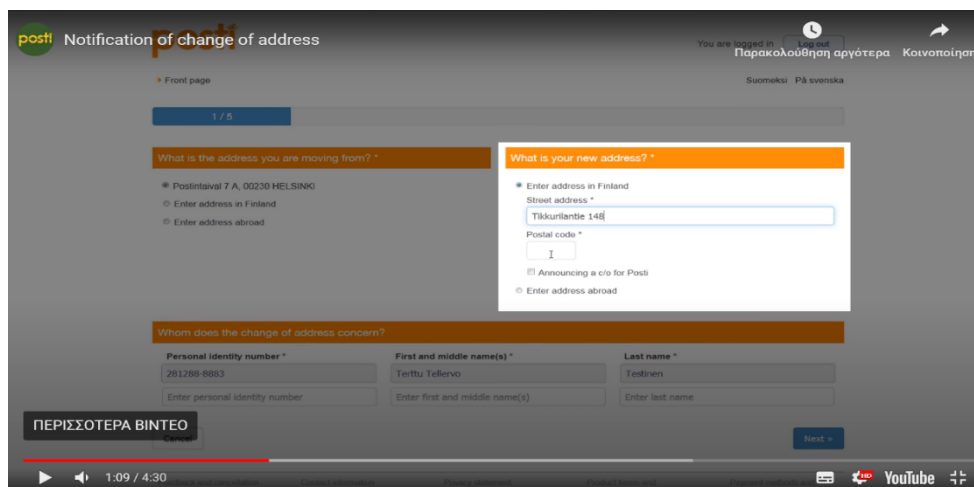 posti
Notification of change of address
posti
You are logged in
Log out
Παρακολούθηση αργότερα
Κοινοποίηση
Front page
Suomeksi På svenska
1 / 5
What is the address you are moving from? *
Postintaival 7 A, 00230 HELSINKI
Enter address in Finland
Enter address abroad
What is your new address? *
Enter address in Finland
Street address *
Tikkurilantie 148
Postal code *
Announcing a c/o for Posti
Enter address abroad
Whom does the change of address concern?
Personal identity number * First and middle name(s) * Last name *
281288-8883 Terttu Tellervo Testinen
Enter personal identity number Enter first and middle name(s) Enter last name
ΠΕΡΙΣΣΟΤΕΡΑ ΒΙΝΤΕΟ
Cancel
Next »
1:09 / 4:30
HD
YouTube
Contact information